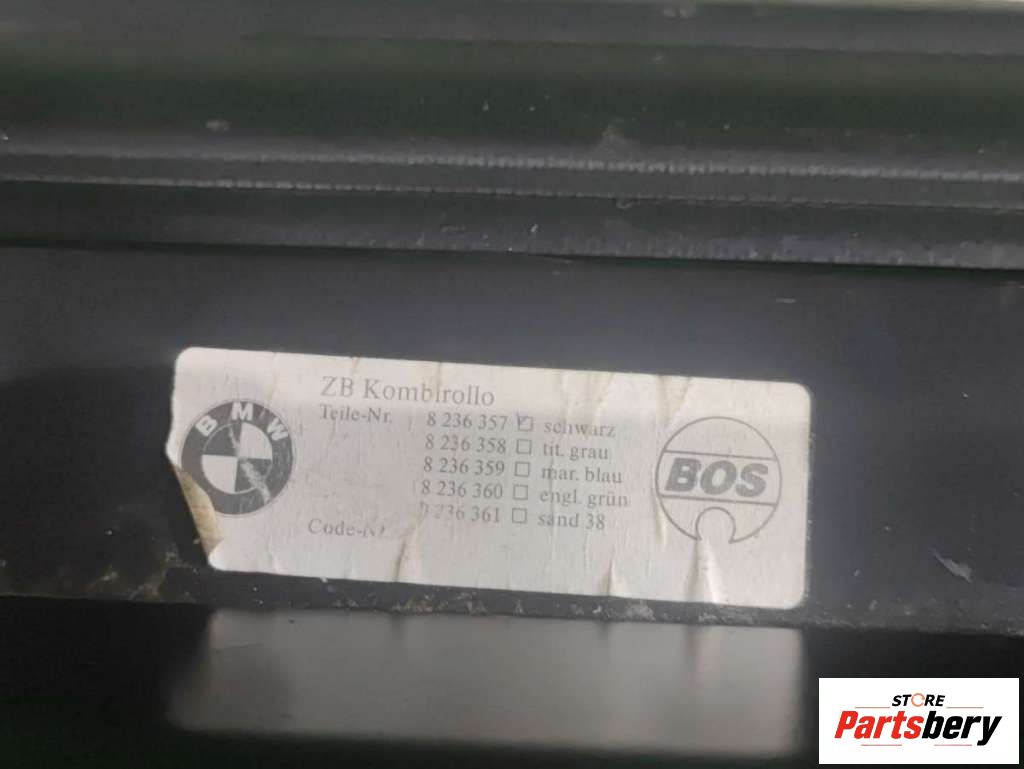 ZB Kombirollo
Teile-Nr. 8 236 357 schwarz
8 236 358 tit. grau
8 236 359 mar. blau
8 236 360 engl. grün
236 361 sand 38
Code-Nr
BMW
BOS
STORE
Partsbery